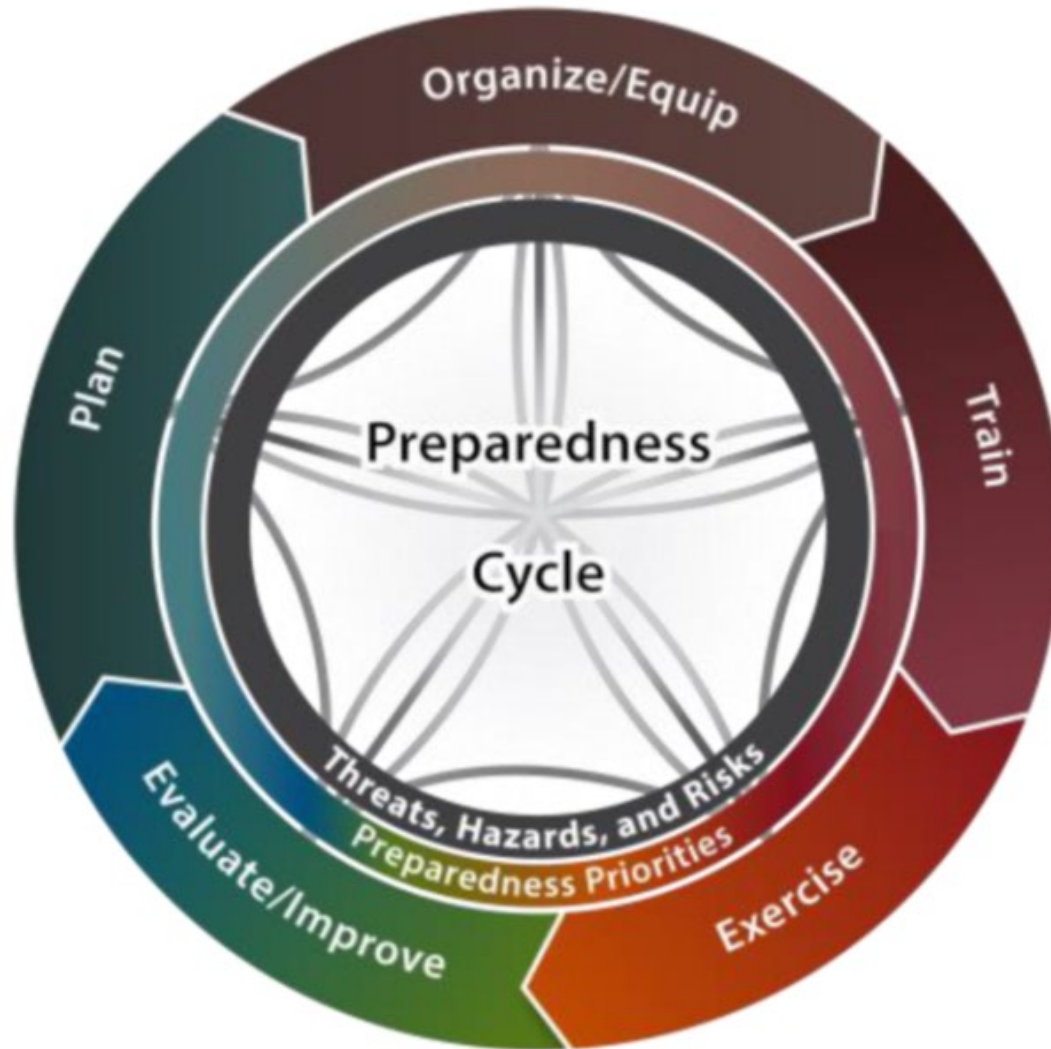 Organize/Equip
Train
Exercise
Evaluate/Improve
Plan
Preparedness
Cycle
Threats, Hazards, and Risks
Preparedness Priorities